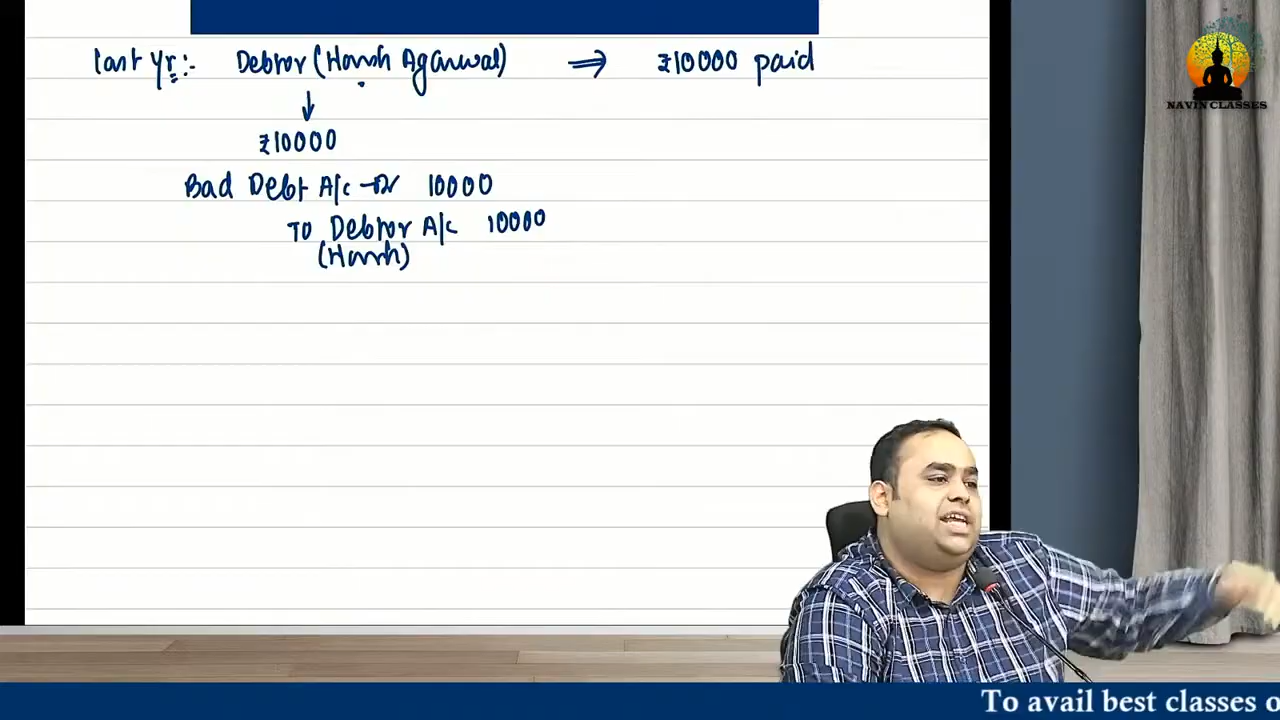 last yr:- Debtor (Harsh Agarwal) ⇒ ₹10000 paid
↓
₹10000
Bad Debt A/c Dr 10000
To Debtor A/c 10000
(Harsh)
NAVIN CLASSES
To avail best classes o